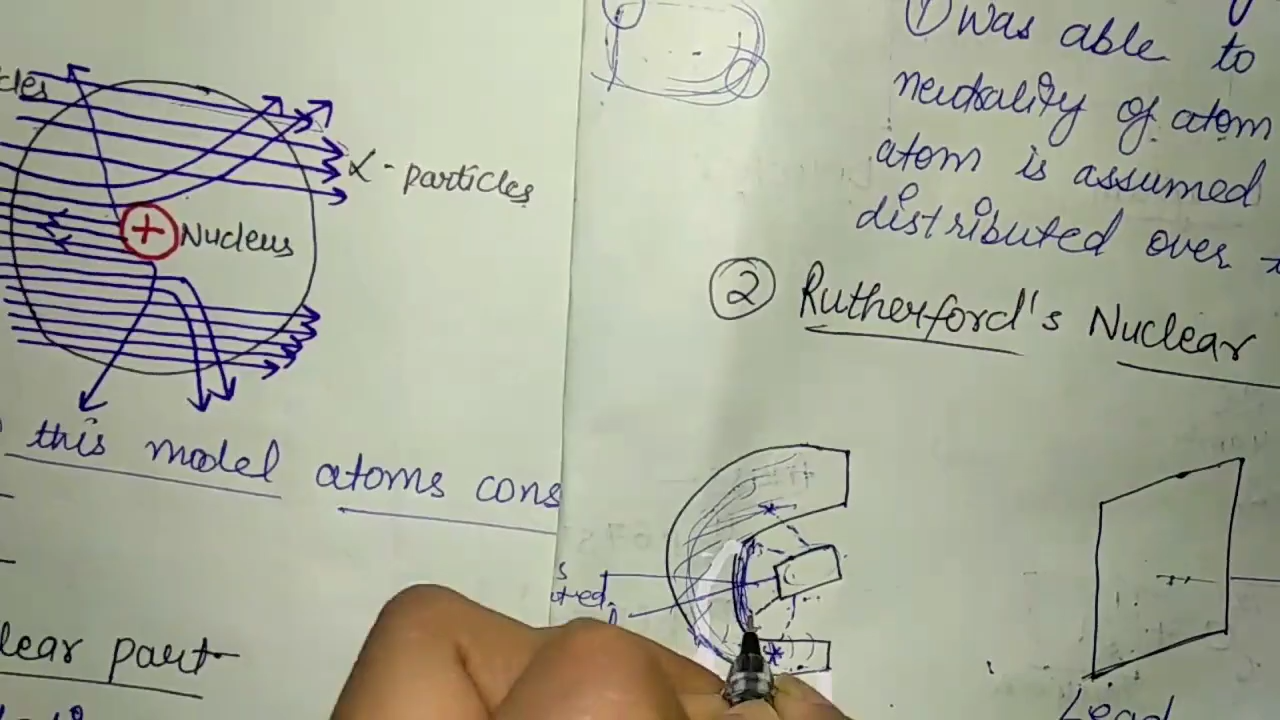 cles
α - particles
+ Nucleus
this model atoms cons
lear part
① Was able to
neutrality of atom
atom is assumed
distributed over
② Rutherford's Nuclear
s
Lead